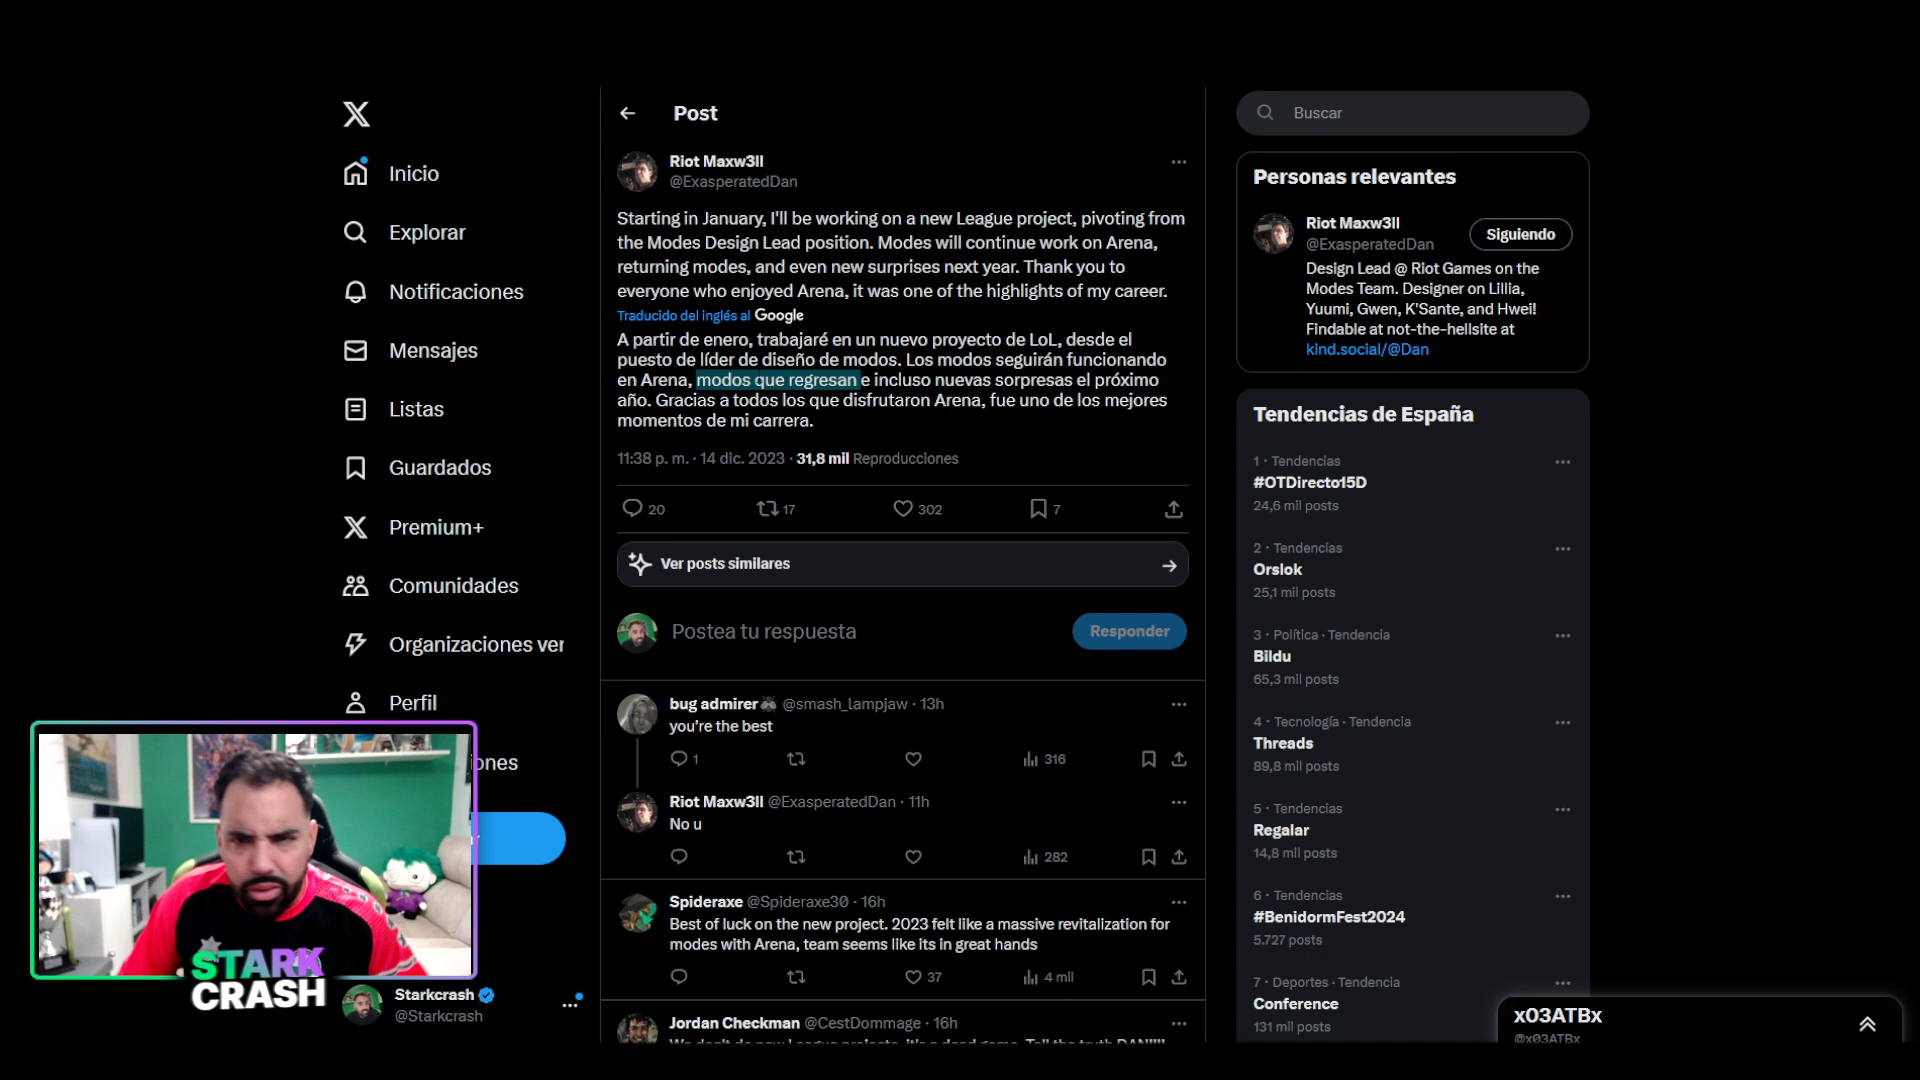 Inicio
Explorar
Notificaciones
Mensajes
Listas
Guardados
Premium+
Comunidades
Organizaciones ver
Perfil
ones
STARK
CRASH
Starkcrash
@Starkcrash
Post
Riot Maxw3ll
@ExasperatedDan
Starting in January, I'll be working on a new League project, pivoting from
the Modes Design Lead position. Modes will continue work on Arena,
returning modes, and even new surprises next year. Thank you to
everyone who enjoyed Arena, it was one of the highlights of my career.
Traducido del inglés al Google
A partir de enero, trabajaré en un nuevo proyecto de LoL, desde el
puesto de líder de diseño de modos. Los modos seguirán funcionando
en Arena, modos que regresan e incluso nuevas sorpresas el próximo
año. Gracias a todos los que disfrutaron Arena, fue uno de los mejores
momentos de mi carrera.
11:38 p. m. · 14 dic. 2023 · 31,8 mil Reproducciones
20 17 302 7
Ver posts similares
Postea tu respuesta
Responder
bug admirer @smash_lampjaw · 13h
you're the best
1 316
Riot Maxw3ll @ExasperatedDan · 11h
No u
282
Spideraxe @Spideraxe30 · 16h
Best of luck on the new project. 2023 felt like a massive revitalization for
modes with Arena, team seems like its in great hands
37 4 mil
Jordan Checkman @CestDommage · 16h
We don't do new League projects, it's a dead game. Tell the truth DAN!!!!!
Buscar
Personas relevantes
Riot Maxw3ll
@ExasperatedDan
Siguiendo
Design Lead @ Riot Games on the
Modes Team. Designer on Lillia,
Yuumi, Gwen, K'Sante, and Hwei!
Findable at not-the-hellsite at
kind.social/@Dan
Tendencias de España
1 · Tendencias
#OTDirecto15D
24,6 mil posts
2 · Tendencias
Orslok
25,1 mil posts
3 · Política · Tendencia
Bildu
65,3 mil posts
4 · Tecnología · Tendencia
Threads
89,8 mil posts
5 · Tendencias
Regalar
14,8 mil posts
6 · Tendencias
#BenidormFest2024
5.727 posts
7 · Deportes · Tendencia
Conference
131 mil posts
x03ATBx
@x03ATBx